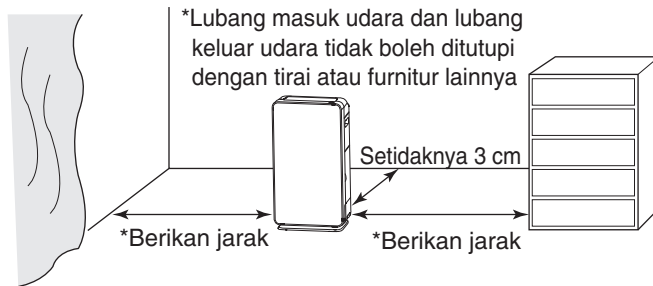 *Lubang masuk udara dan lubang
keluar udara tidak boleh ditutupi
dengan tirai atau furnitur lainnya
Setidaknya 3 cm
*Berikan jarak
*Berikan jarak